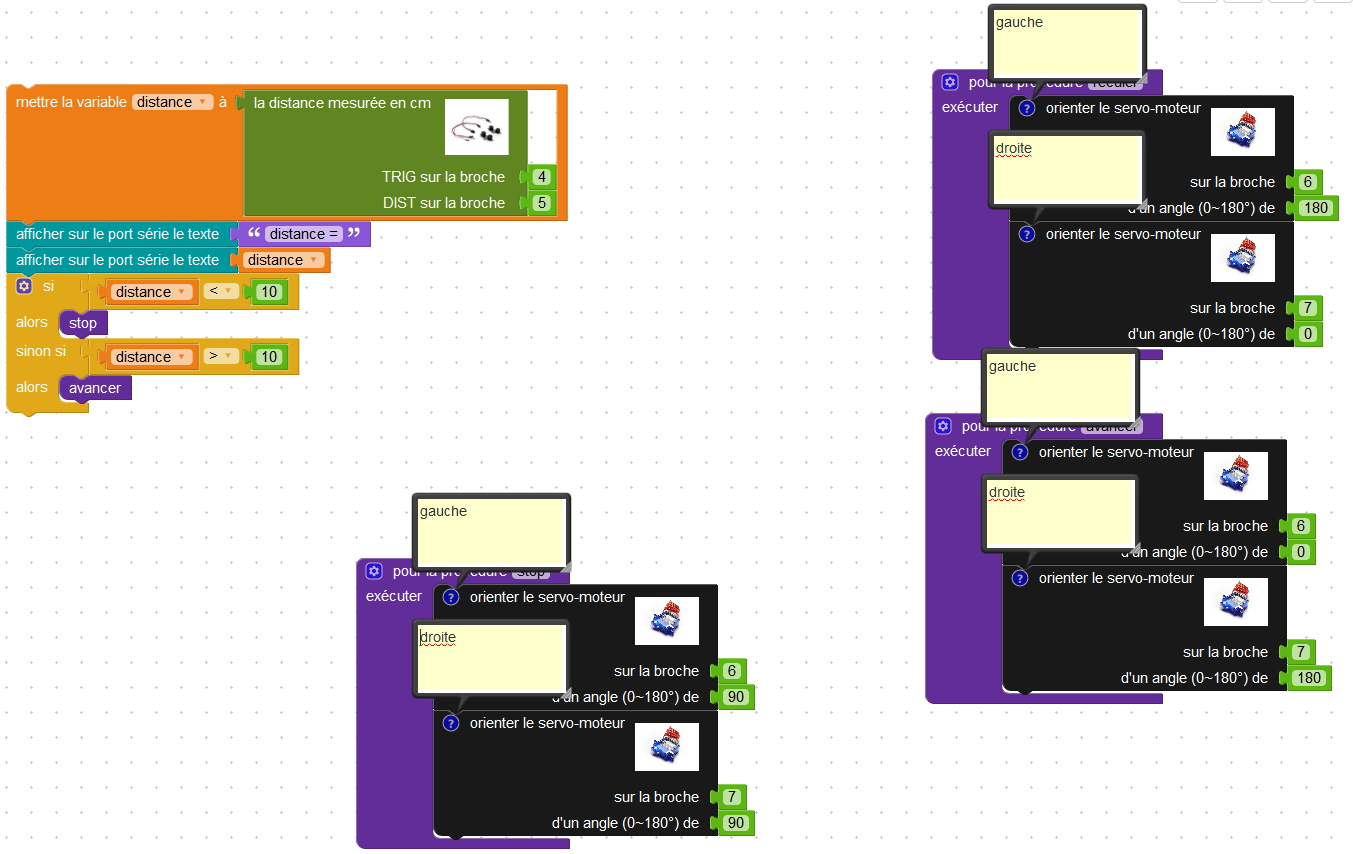 mettre la variable distance à la distance mesurée en cm
TRIG sur la broche 4
DIST sur la broche 5
afficher sur le port série le texte “ distance = ”
afficher sur le port série le texte distance
si distance < 10
alors stop
sinon si distance > 10
alors avancer
gauche
pour la procédure stop
exécuter ? orienter le servo-moteur
droite
sur la broche 6
d'un angle (0~180°) de 90
? orienter le servo-moteur
sur la broche 7
d'un angle (0~180°) de 90
gauche
pour la procédure reculer
exécuter ? orienter le servo-moteur
droite
sur la broche 6
d'un angle (0~180°) de 180
? orienter le servo-moteur
sur la broche 7
d'un angle (0~180°) de 0
gauche
pour la procédure avancer
exécuter ? orienter le servo-moteur
droite
sur la broche 6
d'un angle (0~180°) de 0
? orienter le servo-moteur
sur la broche 7
d'un angle (0~180°) de 180